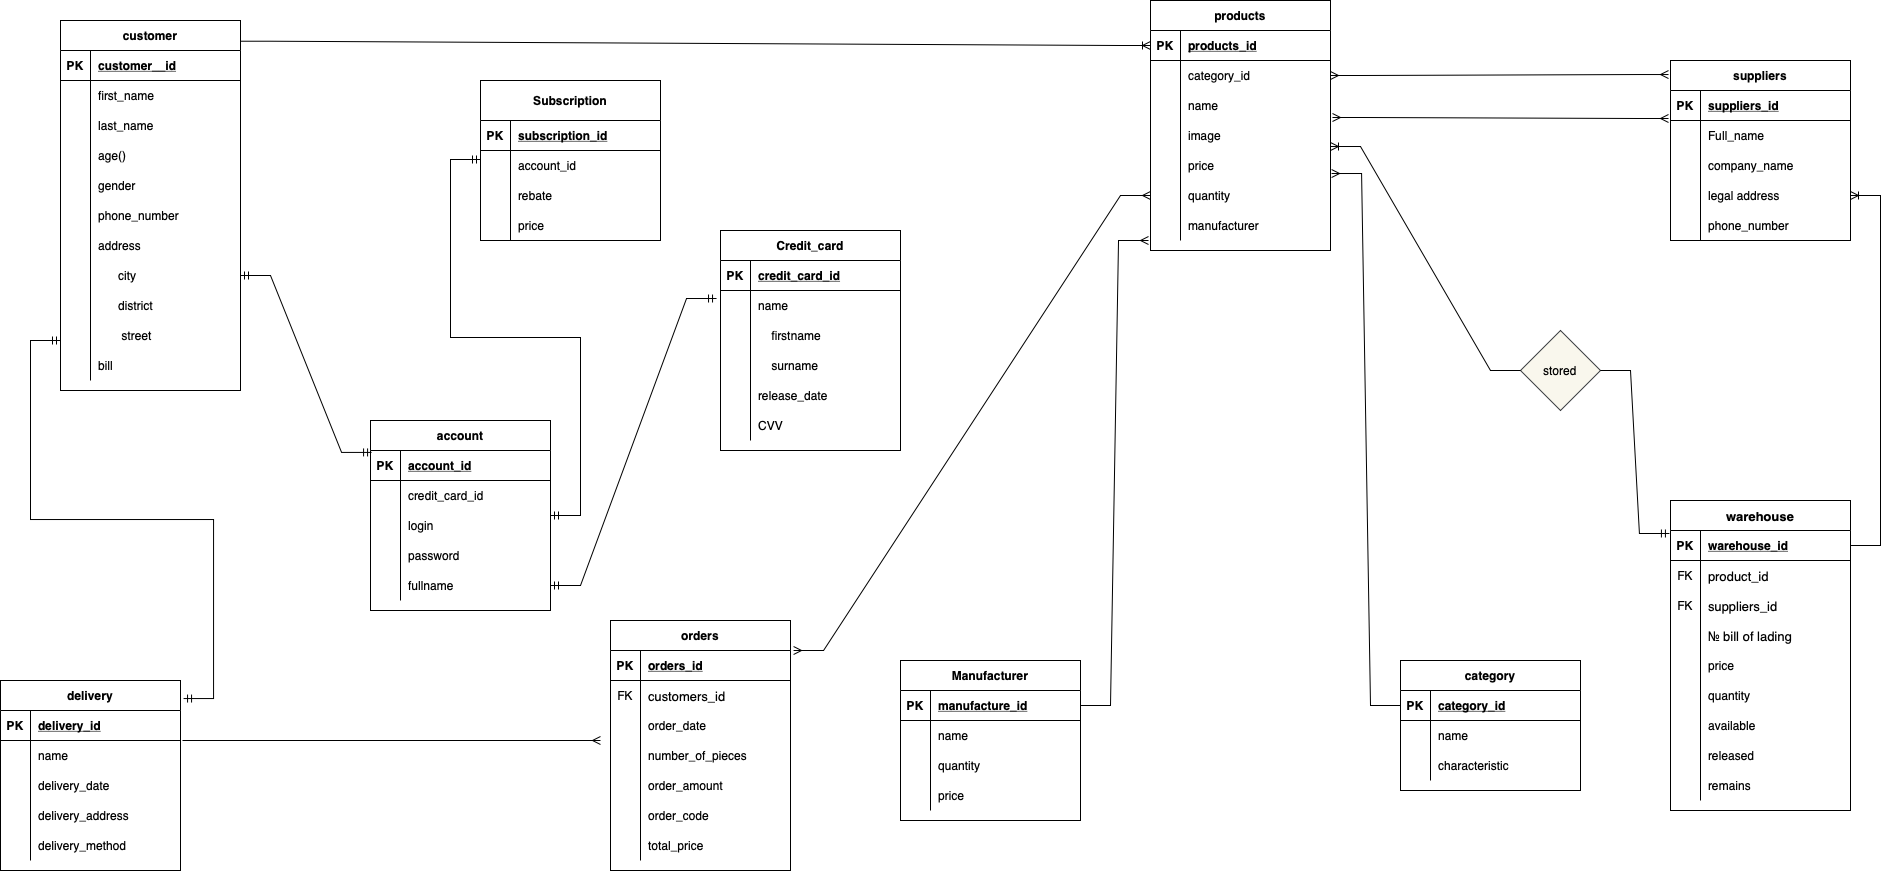 customer
PK customer__id
first_name
last_name
age()
gender
phone_number
address
city
district
street
bill
Subscription
PK subscription_id
account_id
rebate
price
Credit_card
PK credit_card_id
name
firstname
surname
release_date
CVV
products
PK products_id
category_id
name
image
price
quantity
manufacturer
suppliers
PK suppliers_id
Full_name
company_name
legal address
phone_number
stored
account
PK account_id
credit_card_id
login
password
fullname
warehouse
PK warehouse_id
FK product_id
FK suppliers_id
№ bill of lading
price
quantity
available
released
remains
delivery
PK delivery_id
name
delivery_date
delivery_address
delivery_method
orders
PK orders_id
FK customers_id
order_date
number_of_pieces
order_amount
order_code
total_price
Manufacturer
PK manufacture_id
name
quantity
price
category
PK category_id
name
characteristic